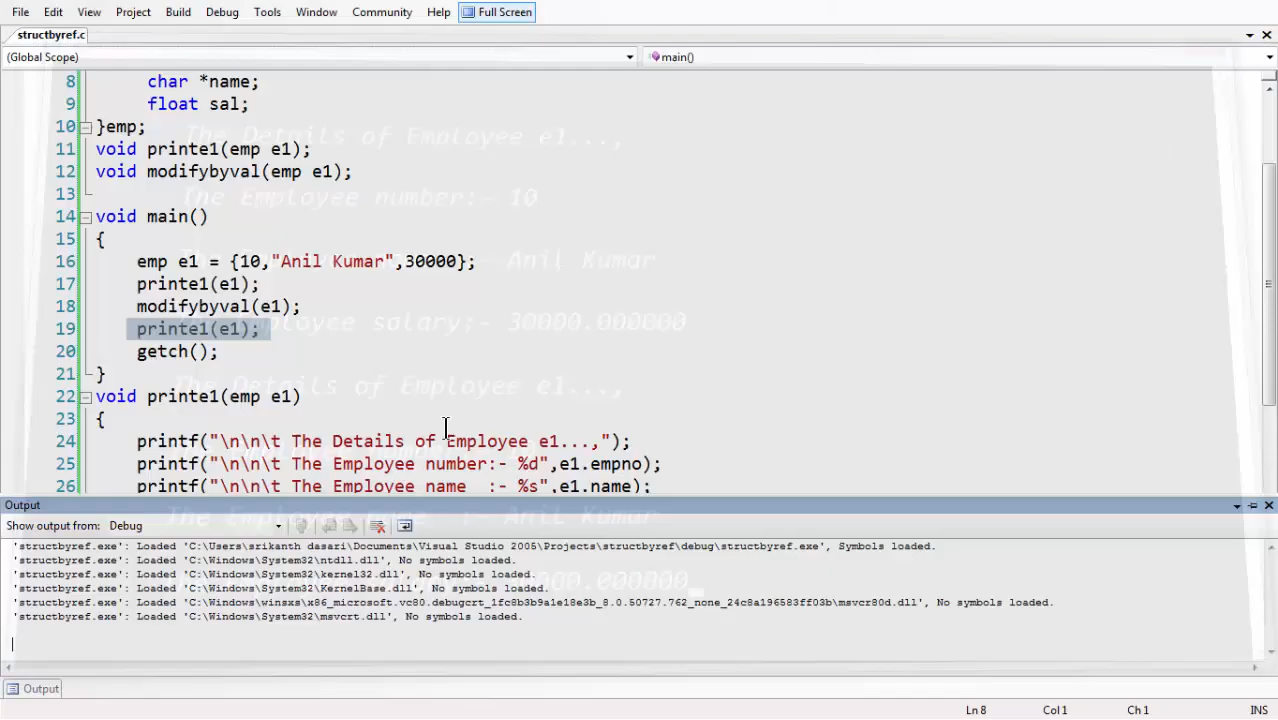 File Edit View Project Build Debug Tools Window Community Help Full Screen
structbyref.c
(Global Scope) main()
8 char *name;
9 float sal;
10 }emp;
The Details of Employee e1...,
11 void printe1(emp e1);
12 void modifybyval(emp e1);
13
The Employee number:- 10
14 void main()
15 {
16 emp e1 = {10,"Anil Kumar",30000};
- Anil Kumar
17 printe1(e1);
18 modifybyval(e1);
19 printe1(e1);
salary:- 30000.000000
20 getch();
21 }
The Details of Employee e1...,
22 void printe1(emp e1)
23 {
24 printf("\n\n\t The Details of Employee e1...,");
25 printf("\n\n\t The Employee number:- %d",e1.empno);
26 printf("\n\n\t The Employee name :- %s",e1.name);
Output
The Employee name :- Anil Kumar
Show output from: Debug
'structbyref.exe': Loaded 'C:\Users\srikanth dasari\Documents\Visual Studio 2005\Projects\structbyref\debug\structbyref.exe', Symbols loaded.
'structbyref.exe': Loaded 'C:\Windows\System32\ntdll.dll', No symbols loaded.
'structbyref.exe': Loaded 'C:\Windows\System32\kernel32.dll', No symbols loaded.
'structbyref.exe': Loaded 'C:\Windows\System32\KernelBase.dll', No symbols loaded.
'structbyref.exe': Loaded 'C:\Windows\winsxs\x86_microsoft.vc80.debugcrt_1fc8b3b9a1e18e3b_8.0.50727.762_none_24c8a196583ff03b\msvcr80d.dll', No symbols loaded.
'structbyref.exe': Loaded 'C:\Windows\System32\msvcrt.dll', No symbols loaded.
Output
Ln 8 Col 1 Ch 1 INS